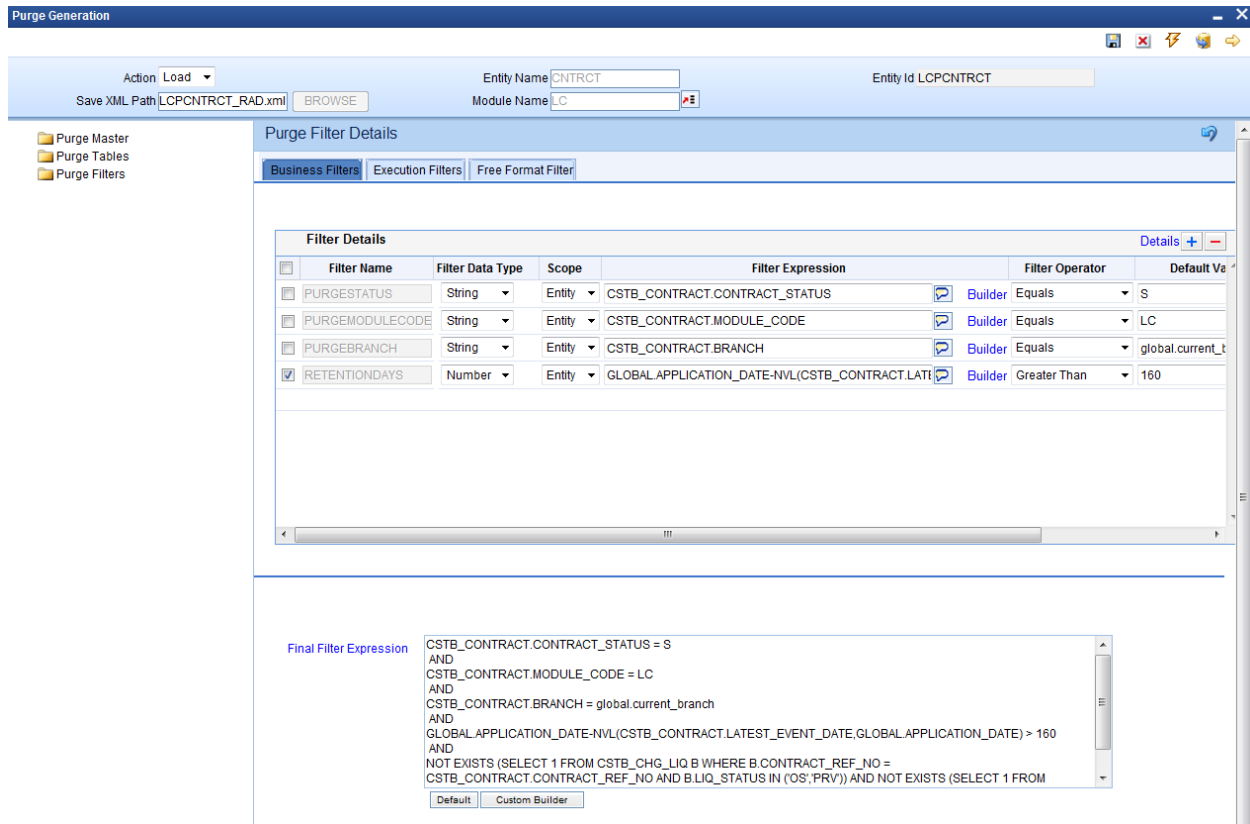 Purge Generation
Action Load Entity Name CNTRCT Entity Id LCPCNTRCT
Save XML Path LCPCNTRCT_RAD.xml BROWSE Module Name LC
Purge Master
Purge Tables
Purge Filters
Purge Filter Details
Business Filters Execution Filters Free Format Filter
Filter Details Details
Filter Name Filter Data Type Scope Filter Expression Filter Operator Default Va
PURGESTATUS String Entity CSTB_CONTRACT.CONTRACT_STATUS Builder Equals S
PURGEMODULECODE String Entity CSTB_CONTRACT.MODULE_CODE Builder Equals LC
PURGEBRANCH String Entity CSTB_CONTRACT.BRANCH Builder Equals global.current_b
RETENTIONDAYS Number Entity GLOBAL.APPLICATION_DATE-NVL(CSTB_CONTRACT.LATE Builder Greater Than 160
Final Filter Expression
CSTB_CONTRACT.CONTRACT_STATUS = S
AND
CSTB_CONTRACT.MODULE_CODE = LC
AND
CSTB_CONTRACT.BRANCH = global.current_branch
AND
GLOBAL.APPLICATION_DATE-NVL(CSTB_CONTRACT.LATEST_EVENT_DATE,GLOBAL.APPLICATION_DATE) > 160
AND
NOT EXISTS (SELECT 1 FROM CSTB_CHG_LIQ B WHERE B.CONTRACT_REF_NO =
CSTB_CONTRACT.CONTRACT_REF_NO AND B.LIQ_STATUS IN ('OS','PRV')) AND NOT EXISTS (SELECT 1 FROM
Default Custom Builder